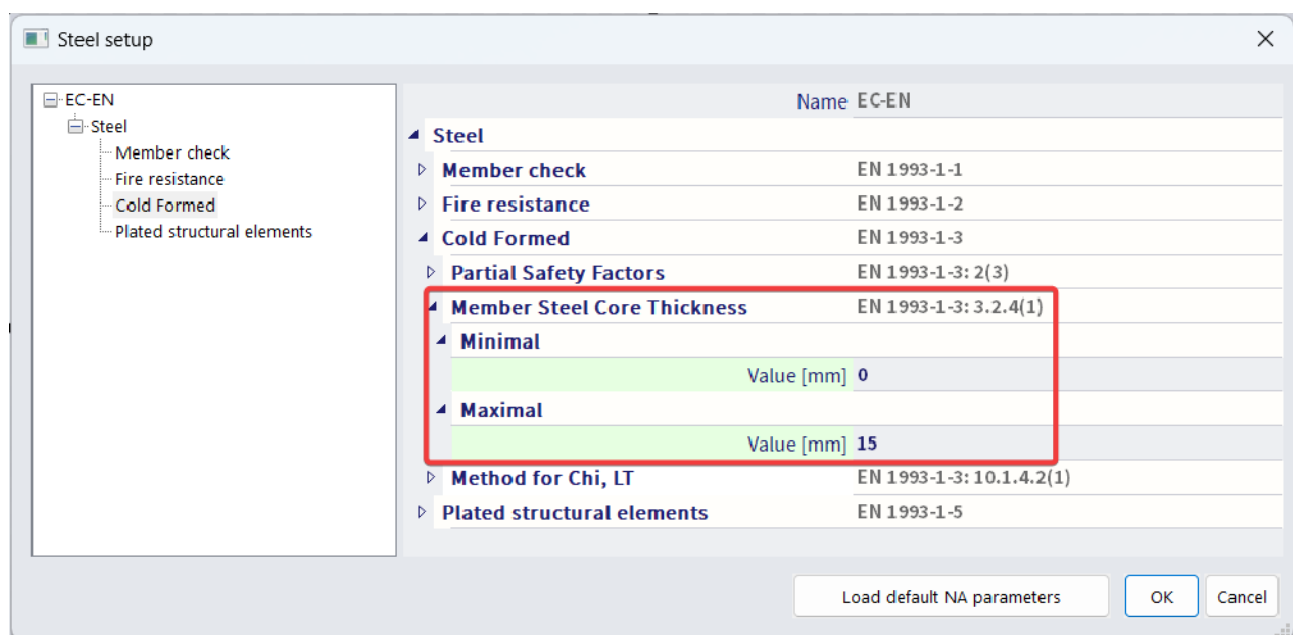 Steel setup
EC-EN
Steel
Member check
Fire resistance
Cold Formed
Plated structural elements
Name EC-EN
Steel
Member check EN 1993-1-1
Fire resistance EN 1993-1-2
Cold Formed EN 1993-1-3
Partial Safety Factors EN 1993-1-3: 2(3)
Member Steel Core Thickness EN 1993-1-3: 3.2.4(1)
Minimal
Value [mm] 0
Maximal
Value [mm] 15
Method for Chi, LT EN 1993-1-3: 10.1.4.2(1)
Plated structural elements EN 1993-1-5
Load default NA parameters OK Cancel